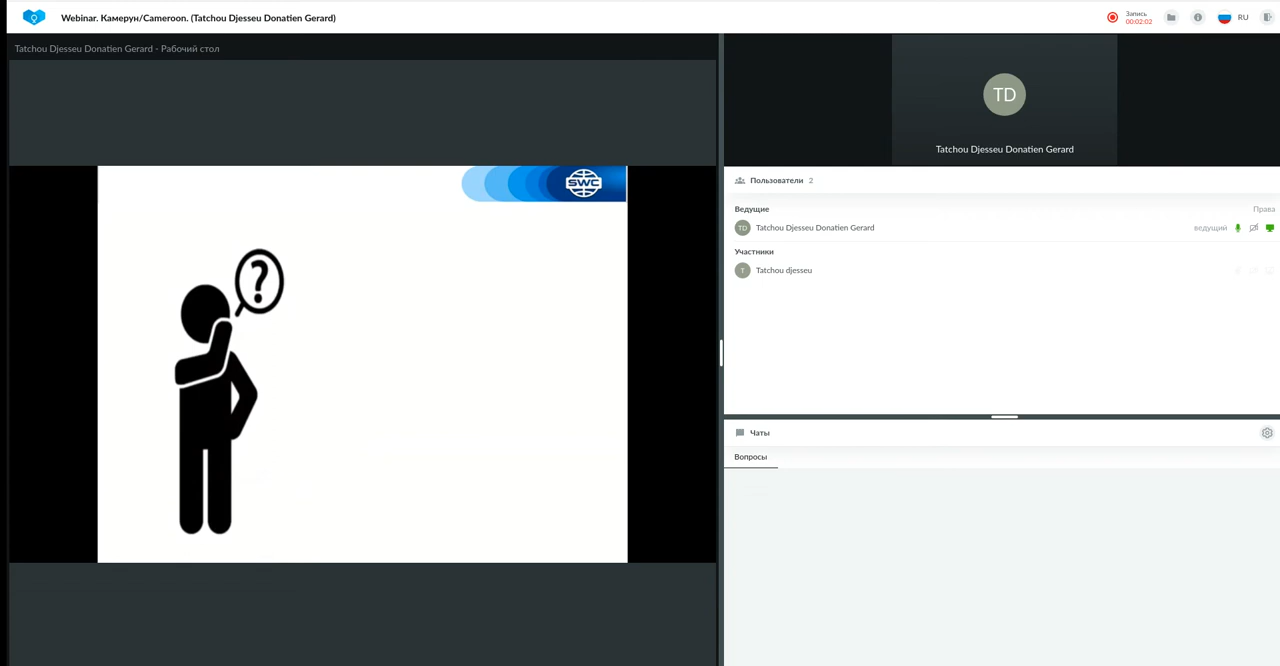 Webinar. Камерун/Cameroon. (Tatchou Djesseu Donatien Gerard)
Запись
00:02:02
RU
Tatchou Djesseu Donatien Gerard - Рабочий стол
TD
Tatchou Djesseu Donatien Gerard
SWC
?
Пользователи 2
Ведущие Права
TD Tatchou Djesseu Donatien Gerard ведущий
Участники
T Tatchou djesseu
Чаты
Вопросы